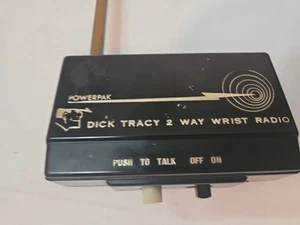 POWERPAK
DICK TRACY 2 WAY WRIST RADIO
PUSH TO TALK OFF ON